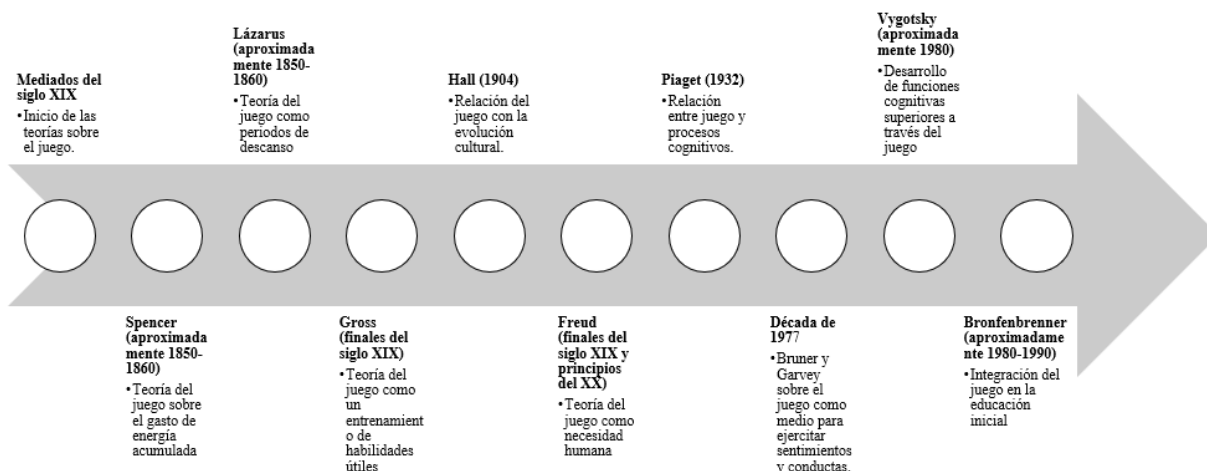 Mediados del
siglo XIX
•Inicio de las
teorías sobre
el juego.
Spencer
(aproximada
mente 1850-
1860)
•Teoría del
juego sobre
el gasto de
energía
acumulada
Lázarus
(aproximada
mente 1850-
1860)
•Teoría del
juego como
periodos de
descanso
Gross
(finales del
siglo XIX)
•Teoría del
juego como
un
entrenamient
o de
habilidades
útiles
Hall (1904)
•Relación del
juego con la
evolución
cultural.
Freud
(finales del
siglo XIX y
principios
del XX)
•Teoría del
juego como
necesidad
humana
Piaget (1932)
•Relación
entre juego y
procesos
cognitivos.
Década de
1977
•Bruner y
Garvey
sobre el
juego como
medio para
ejercitar
sentimientos
y conductas.
Vygotsky
(aproximada
mente 1980)
•Desarrollo
de funciones
cognitivas
superiores a
través del
juego
Bronfenbrenner
(aproximadame
nte 1980-1990)
•Integración del
juego en la
educación
inicial